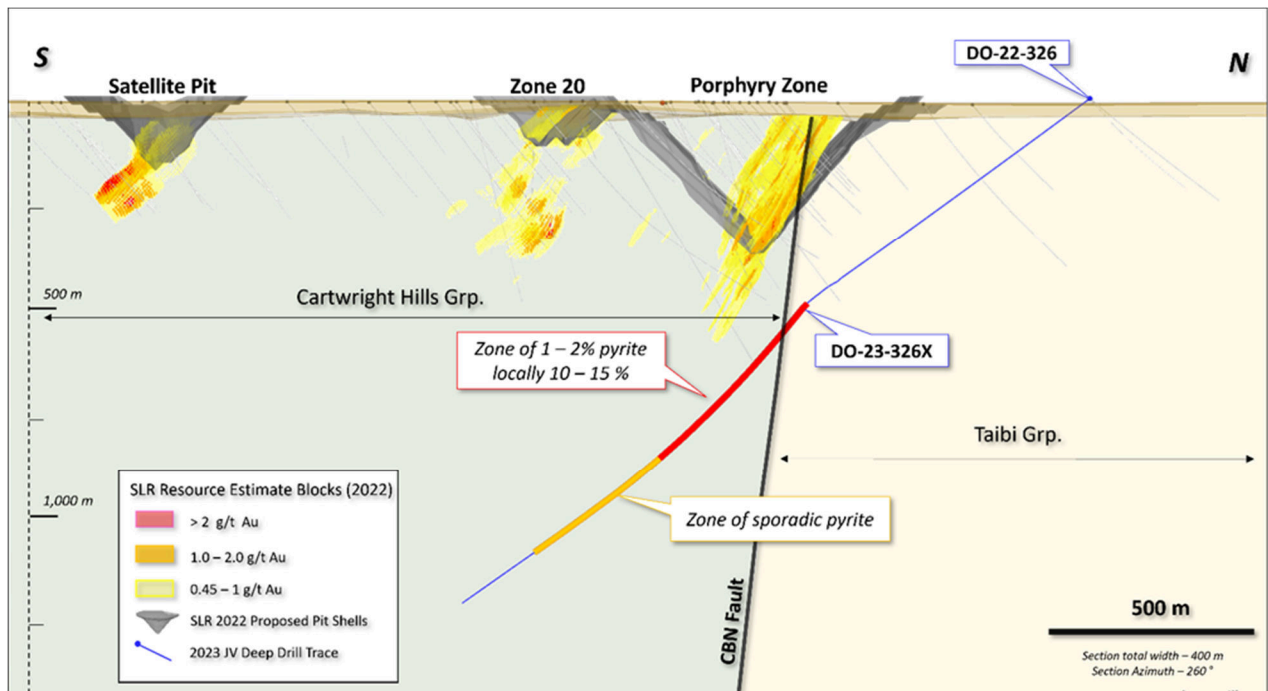 S
N
DO-22-326
Satellite Pit
Zone 20
Porphyry Zone
500 m
Cartwright Hills Grp.
Zone of 1 – 2% pyrite
locally 10 – 15 %
DO-23-326X
Taibi Grp.
SLR Resource Estimate Blocks (2022)
> 2 g/t Au
1.0 – 2.0 g/t Au
0.45 – 1 g/t Au
SLR 2022 Proposed Pit Shells
2023 JV Deep Drill Trace
1,000 m
Zone of sporadic pyrite
CBN Fault
500 m
Section total width – 400 m
Section Azimuth – 260 °